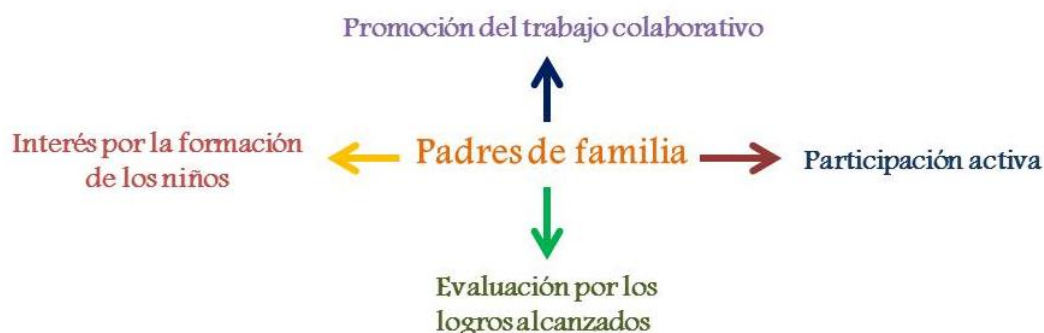 Promoción del trabajo colaborativo
Interés por la formación
de los niños
Padres de familia
Participación activa
Evaluación por los
logros alcanzados